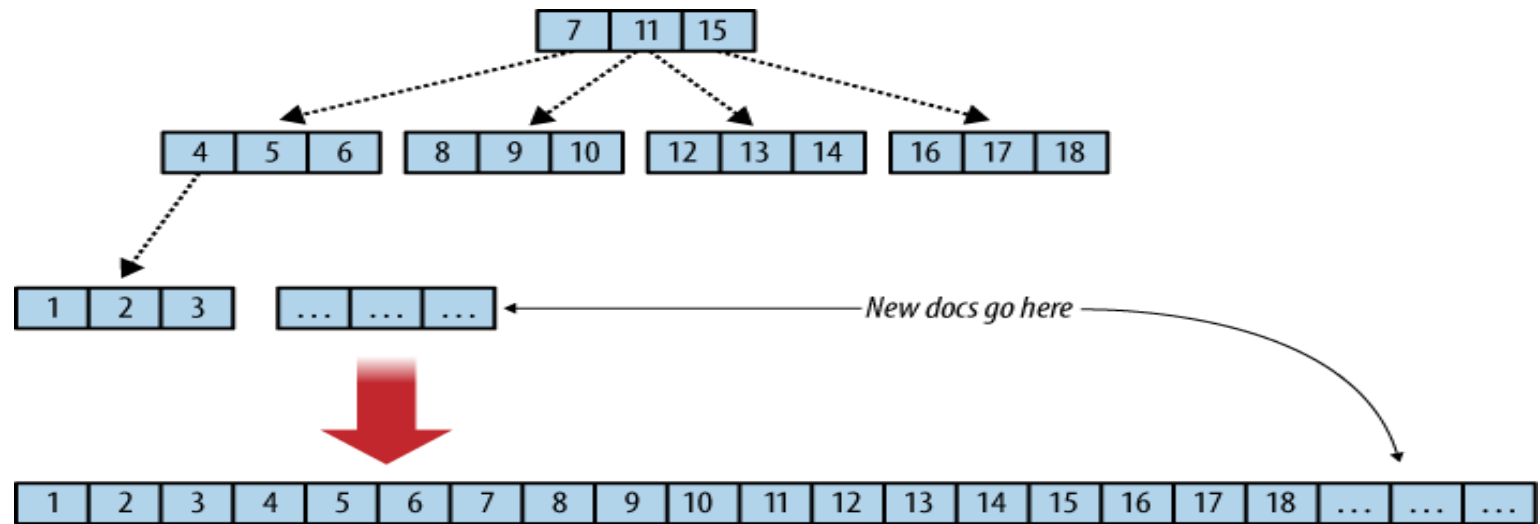 7 11 15
4 5 6 8 9 10 12 13 14 16 17 18
1 2 3 ... ... ... New docs go here
1 2 3 4 5 6 7 8 9 10 11 12 13 14 15 16 17 18 ... ... ...